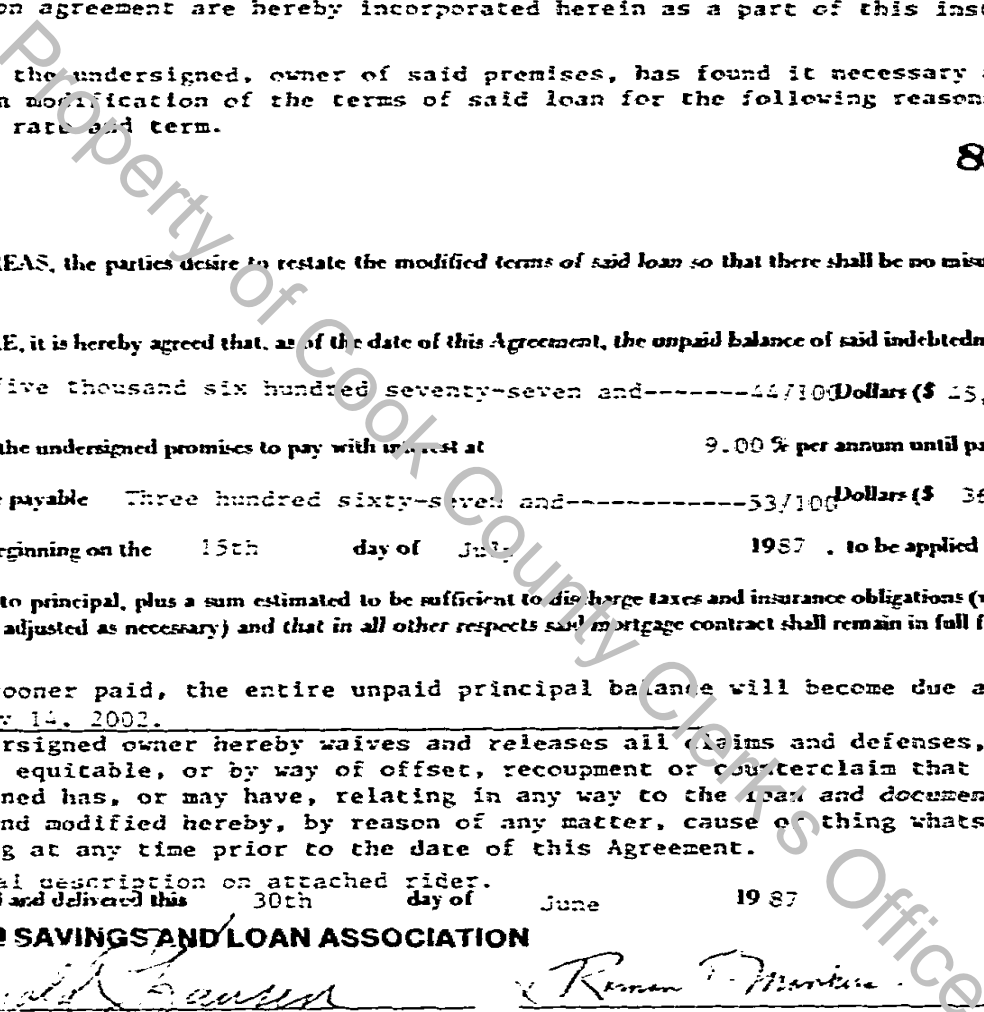 on agreement are hereby incorporated herein as a part of this inst
the undersigned, owner of said premises, has found it necessary
n modification of the terms of said loan for the following reason
rate and term.
8
REAS, the parties desire to restate the modified terms of said loan so that there shall be no misu
E, it is hereby agreed that, as of the date of this Agreement, the unpaid balance of said indebtedn
five thousand six hundred seventy-seven and--------44/100 Dollars ($ 45,
the undersigned promises to pay with interest at 9.00 % per annum until pa
payable Three hundred sixty-seven and-------------53/100 Dollars ($ 36
eginning on the 15th day of July 1987 , to be applied
to principal, plus a sum estimated to be sufficient to discharge taxes and insurance obligations (
adjusted as necessary) and that in all other respects said mortgage contract shall remain in full f
ooner paid, the entire unpaid principal balance will become due a
14, 2002.
rsigned owner hereby waives and releases all claims and defenses,
equitable, or by way of offset, recoupment or counterclaim that
ned has, or may have, relating in any way to the loan and documen
nd modified hereby, by reason of any matter, cause or thing whats
g at any time prior to the date of this Agreement.
al description on attached rider.
and delivered this 30th day of June 19 87
SAVINGS AND LOAN ASSOCIATION
Property of Cook County Clerk's Office